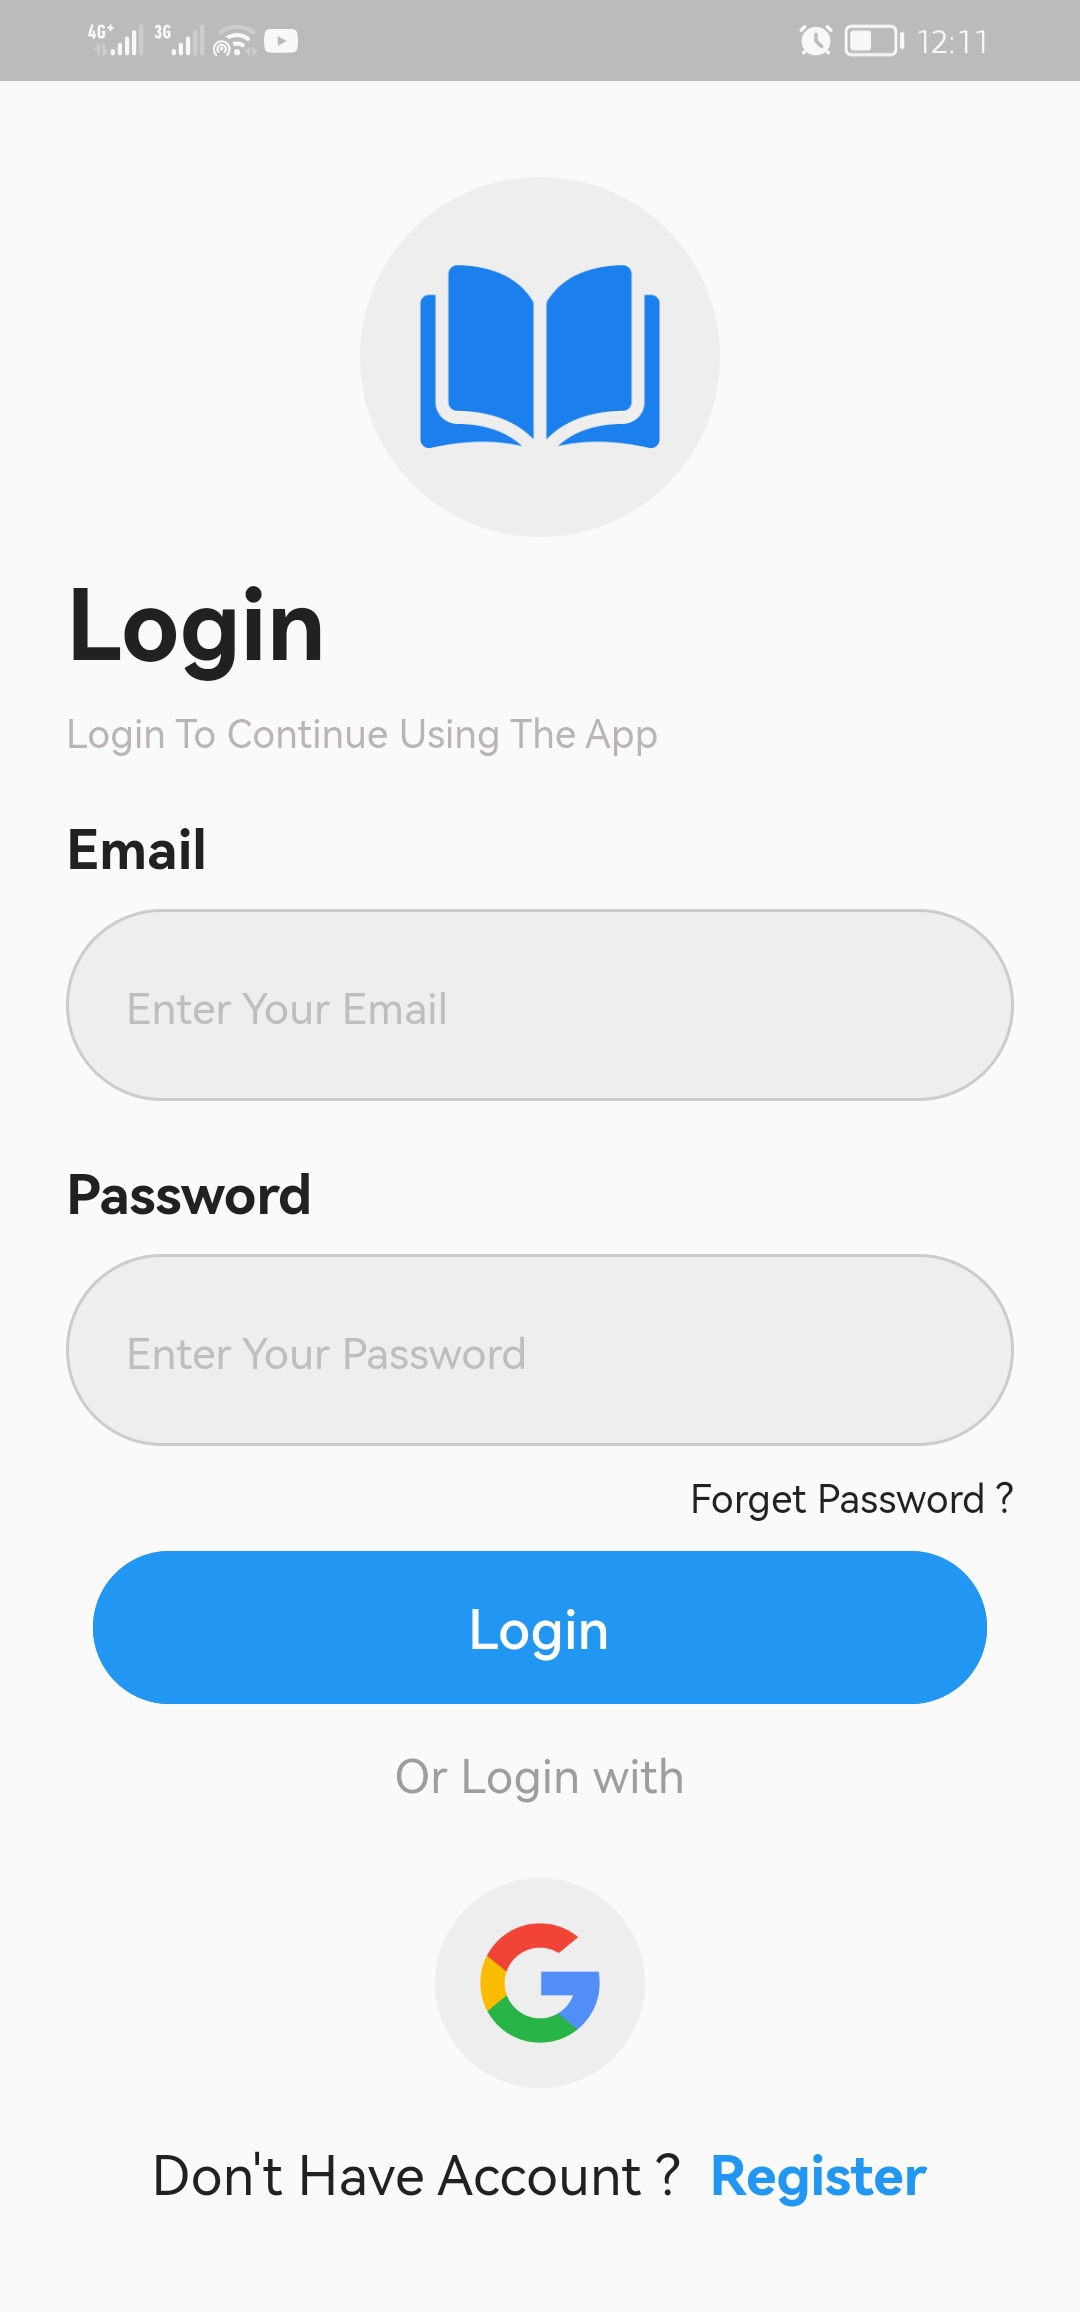 4G+ 3G 12:11
Login
Login To Continue Using The App
Email
Enter Your Email
Password
Enter Your Password
Forget Password ?
Login
Or Login with
Don't Have Account ? Register